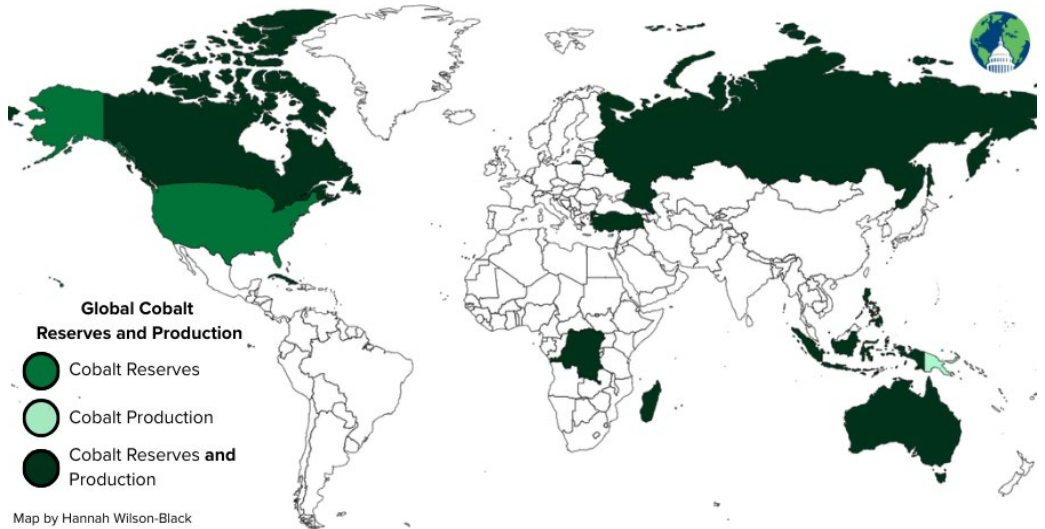 Global Cobalt
Reserves and Production
Cobalt Reserves
Cobalt Production
Cobalt Reserves and
Production
Map by Hannah Wilson-Black